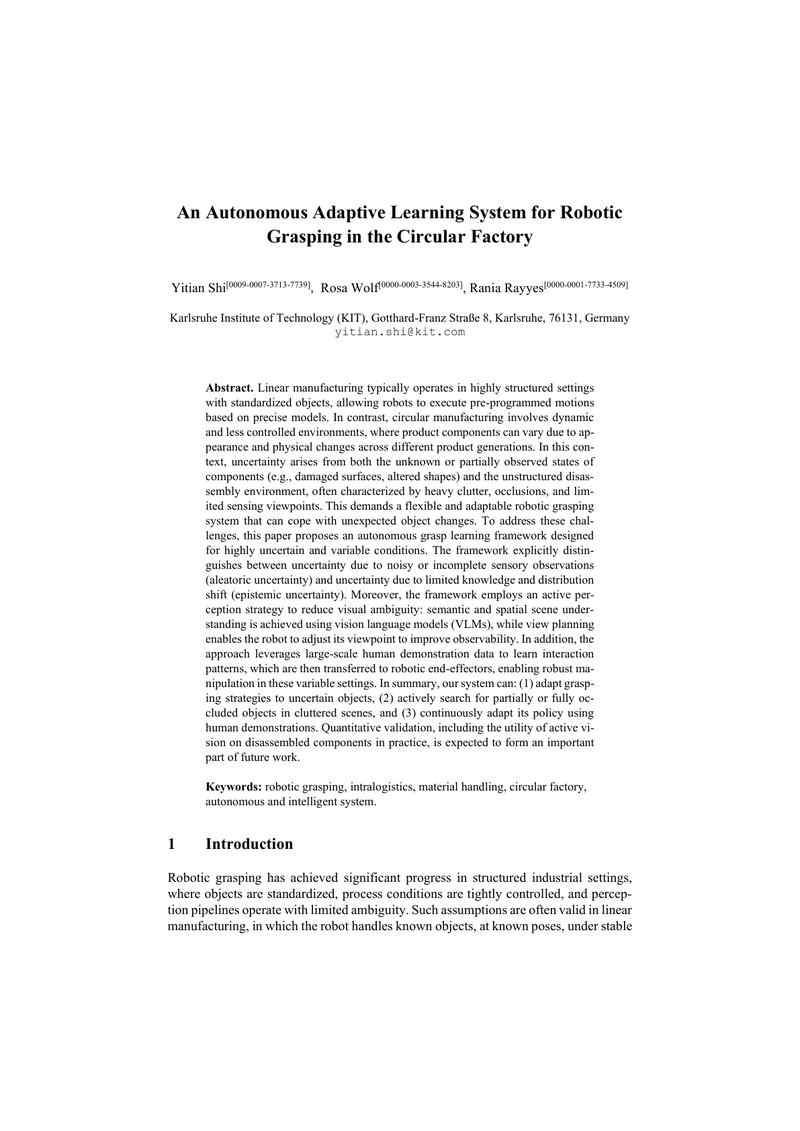 An Autonomous Adaptive Learning System for Robotic
Grasping in the Circular Factory
Yitian Shi[0009-0007-3713-7739], Rosa Wolf[0000-0003-3544-8203], Rania Rayyes[0000-0001-7733-4509]
Karlsruhe Institute of Technology (KIT), Gotthard-Franz Straße 8, Karlsruhe, 76131, Germany
yitian.shi@kit.com
Abstract. Linear manufacturing typically operates in highly structured settings
with standardized objects, allowing robots to execute pre-programmed motions
based on precise models. In contrast, circular manufacturing involves dynamic
and less controlled environments, where product components can vary due to ap-
pearance and physical changes across different product generations. In this con-
text, uncertainty arises from both the unknown or partially observed states of
components (e.g., damaged surfaces, altered shapes) and the unstructured disas-
sembly environment, often characterized by heavy clutter, occlusions, and lim-
ited sensing viewpoints. This demands a flexible and adaptable robotic grasping
system that can cope with unexpected object changes. To address these chal-
lenges, this paper proposes an autonomous grasp learning framework designed
for highly uncertain and variable conditions. The framework explicitly distin-
guishes between uncertainty due to noisy or incomplete sensory observations
(aleatoric uncertainty) and uncertainty due to limited knowledge and distribution
shift (epistemic uncertainty). Moreover, the framework employs an active per-
ception strategy to reduce visual ambiguity: semantic and spatial scene under-
standing is achieved using vision language models (VLMs), while view planning
enables the robot to adjust its viewpoint to improve observability. In addition, the
approach leverages large-scale human demonstration data to learn interaction
patterns, which are then transferred to robotic end-effectors, enabling robust ma-
nipulation in these variable settings. In summary, our system can: (1) adapt grasp-
ing strategies to uncertain objects, (2) actively search for partially or fully oc-
cluded objects in cluttered scenes, and (3) continuously adapt its policy using
human demonstrations. Quantitative validation, including the utility of active vi-
sion on disassembled components in practice, is expected to form an important
part of future work.
Keywords: robotic grasping, intralogistics, material handling, circular factory,
autonomous and intelligent system.
1 Introduction
Robotic grasping has achieved significant progress in structured industrial settings,
where objects are standardized, process conditions are tightly controlled, and percep-
tion pipelines operate with limited ambiguity. Such assumptions are often valid in linear
manufacturing, in which the robot handles known objects, at known poses, under stable